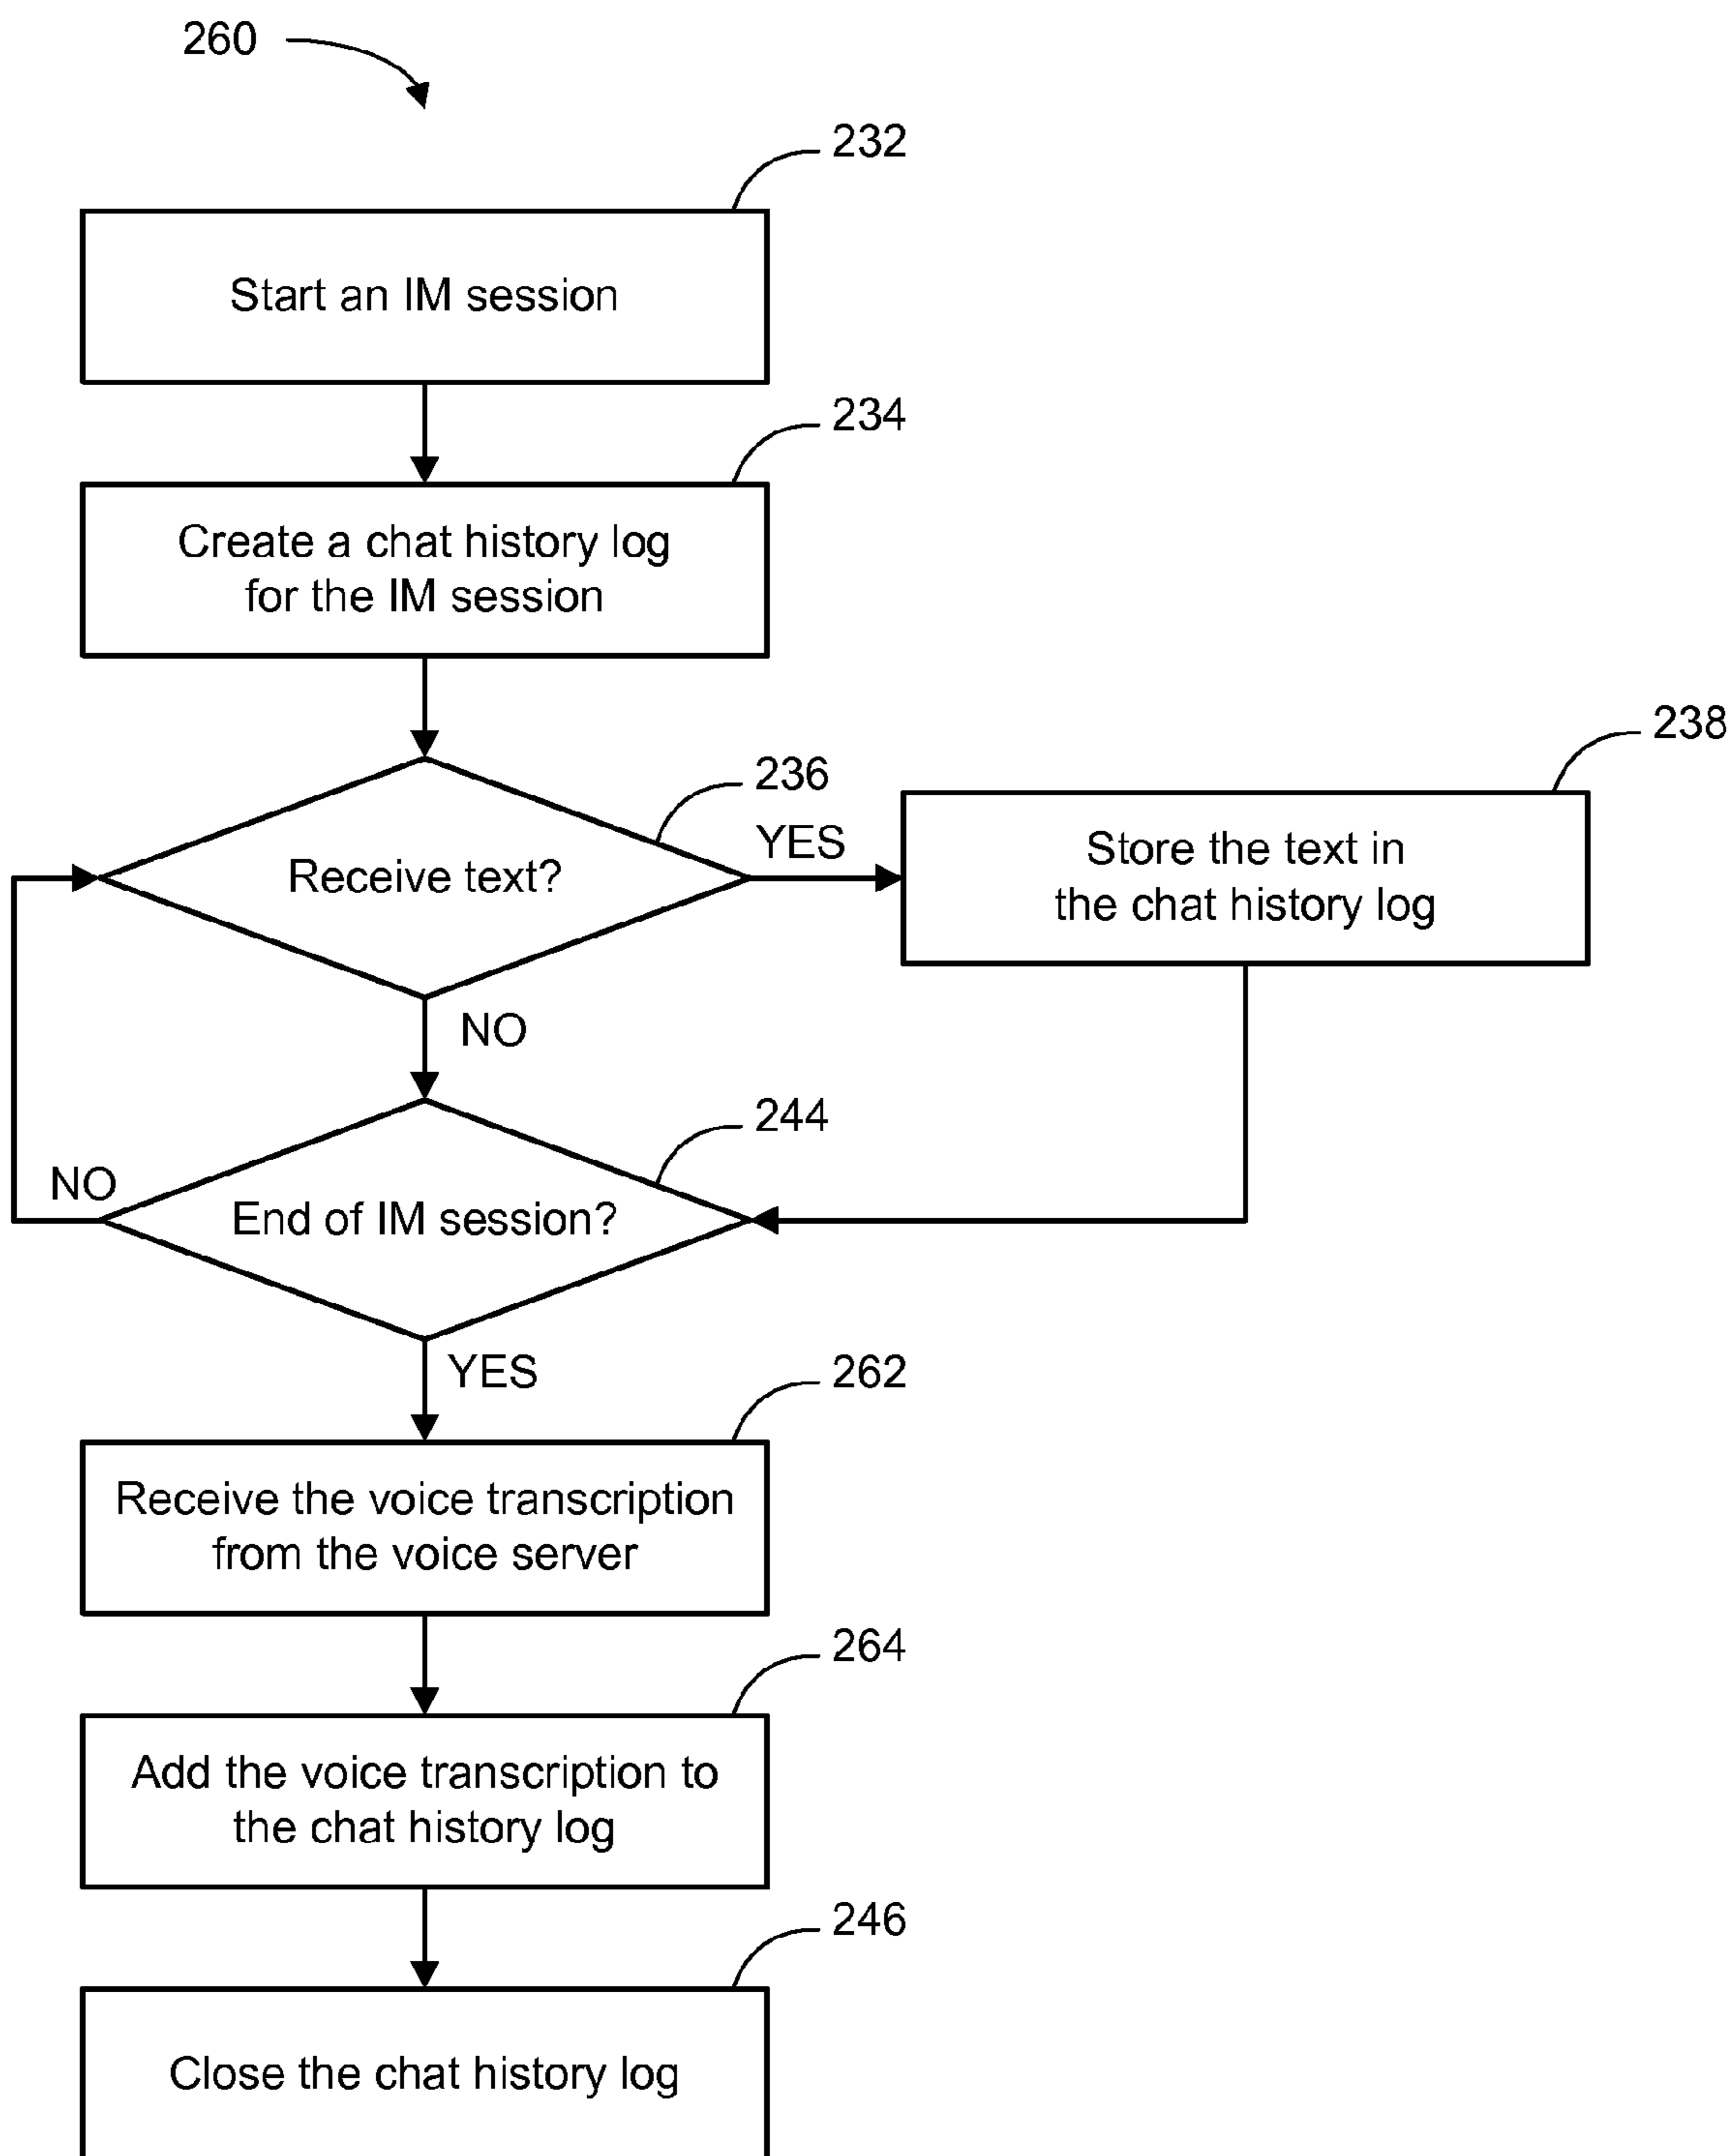 260
232
Start an IM session
234
Create a chat history log
for the IM session
236
Receive text?
YES
238
Store the text in
the chat history log
NO
244
End of IM session?
NO
YES
262
Receive the voice transcription
from the voice server
264
Add the voice transcription to
the chat history log
246
Close the chat history log